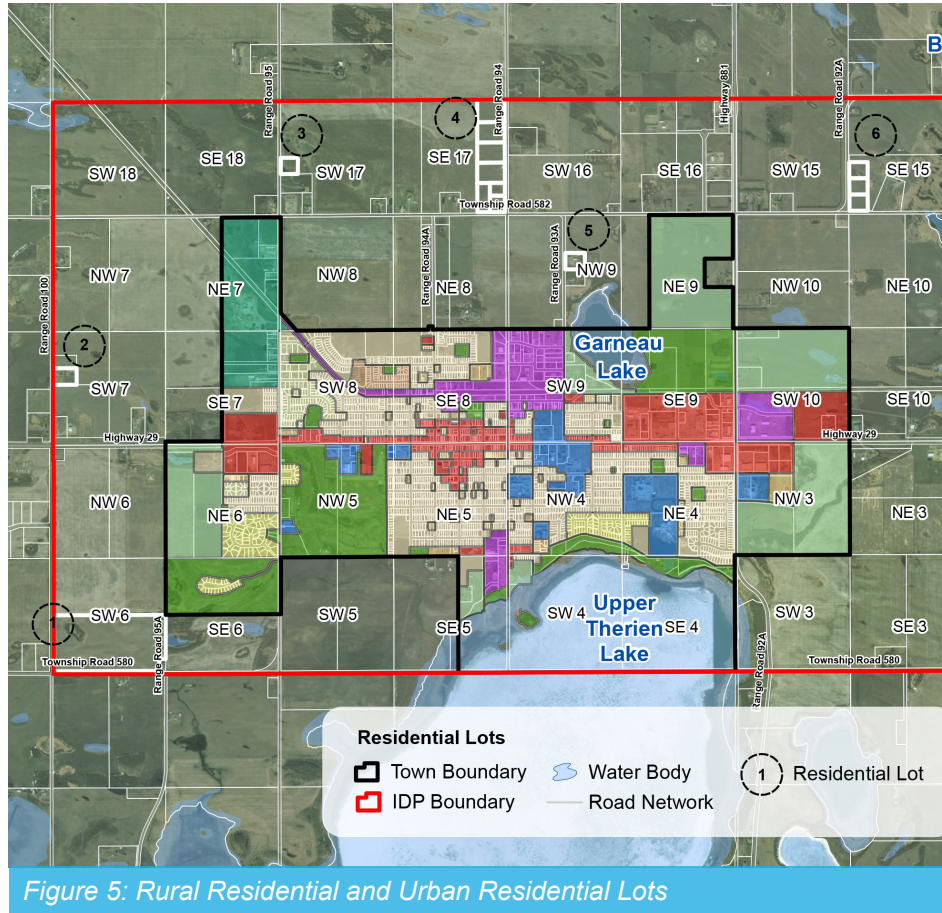 B
Range Road 95
Range Road 94
Highway 881
Range Road 92A
3
4
6
SW 18
SE 18
SW 17
SE 17
SW 16
SE 16
SW 15
SE 15
Township Road 582
5
Range Road 100
NW 7
NE 7
NW 8
Range Road 94A
NE 8
Range Road 93A
NW 9
NE 9
NW 10
NE 10
2
Garneau
Lake
SW 7
SE 7
SW 8
SE 8
SW 9
SE 9
SW 10
SE 10
Highway 29
Highway 29
NW 6
NE 6
NW 5
NE 5
NW 4
NE 4
NW 3
NE 3
1
SW 6
Range Road 95A
SE 6
SW 5
SE 5
SW 4
Upper
Therien
Lake
SE 4
Range Road 92A
SW 3
SE 3
Township Road 580
Township Road 580
Residential Lots
Town Boundary
Water Body
1
Residential Lot
IDP Boundary
Road Network
Figure 5: Rural Residential and Urban Residential Lots